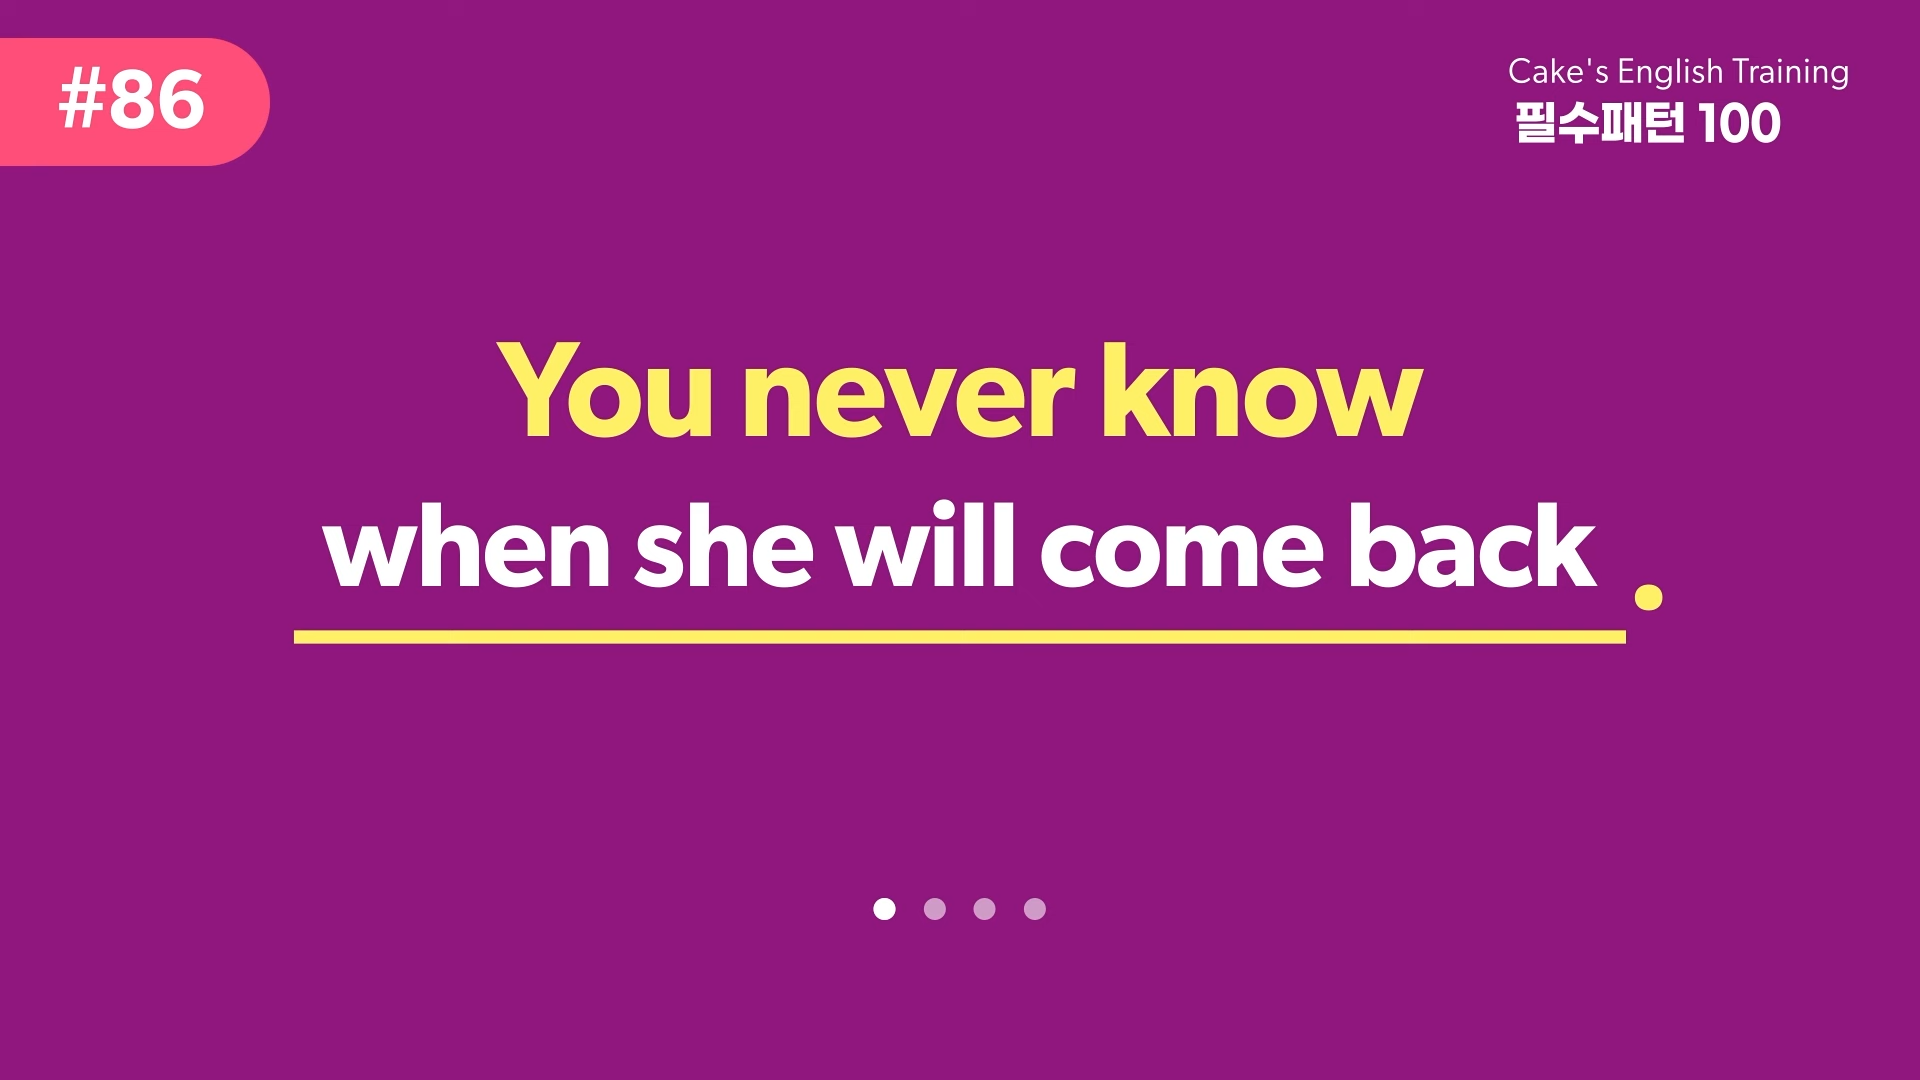 #86
Cake's English Training
필수패턴 100
You never know
when she will come back.